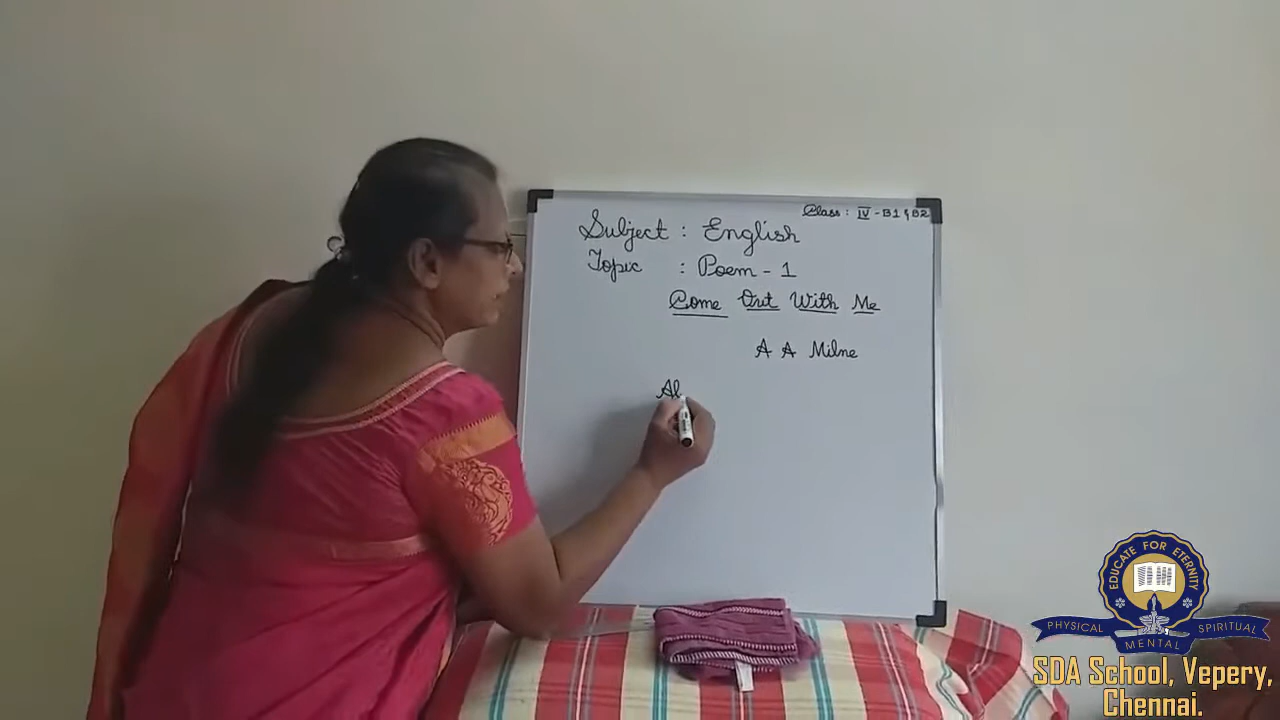 Class : IV - B1 & B2
Subject : English
Topic : Poem - 1
Come Out With Me
A A Milne
Al
EDUCATE FOR ETERNITY
PHYSICAL MENTAL SPIRITUAL
SDA School, Vepery,
Chennai.